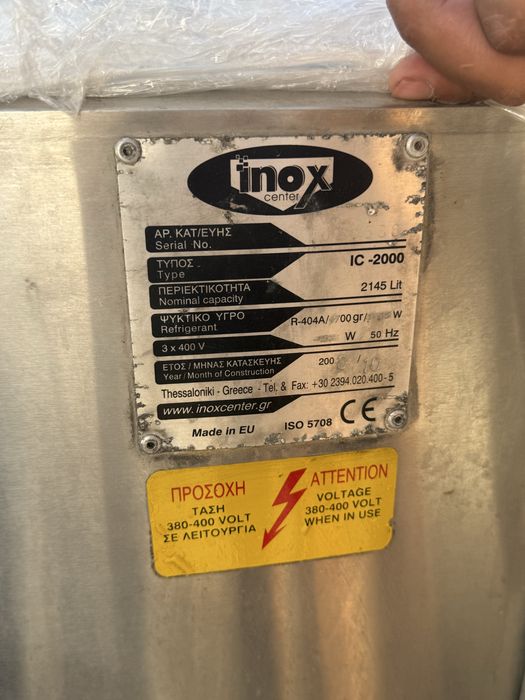 inox
center
ΑΡ. ΚΑΤ/ΕΥΗΣ
Serial No.
ΤΥΠΟΣ
Type
IC -2000
ΠΕΡΙΕΚΤΙΚΟΤΗΤΑ
Nominal capacity
2145 Lit
ΨΥΚΤΙΚΟ ΥΓΡΟ
Refrigerant
R-404A/ 00 gr/ W
3 x 400 V
W 50 Hz
ΕΤΟΣ / ΜΗΝΑΣ ΚΑΤΑΣΚΕΥΗΣ
Year / Month of Construction
200
Thessaloniki - Greece - Tel. & Fax: +30 2394.020.400 - 5
www.inoxcenter.gr
Made in EU ISO 5708 CE
ΠΡΟΣΟΧΗ
ΤΑΣΗ
380-400 VOLT
ΣΕ ΛΕΙΤΟΥΡΓΙΑ
ATTENTION
VOLTAGE
380-400 VOLT
WHEN IN USE